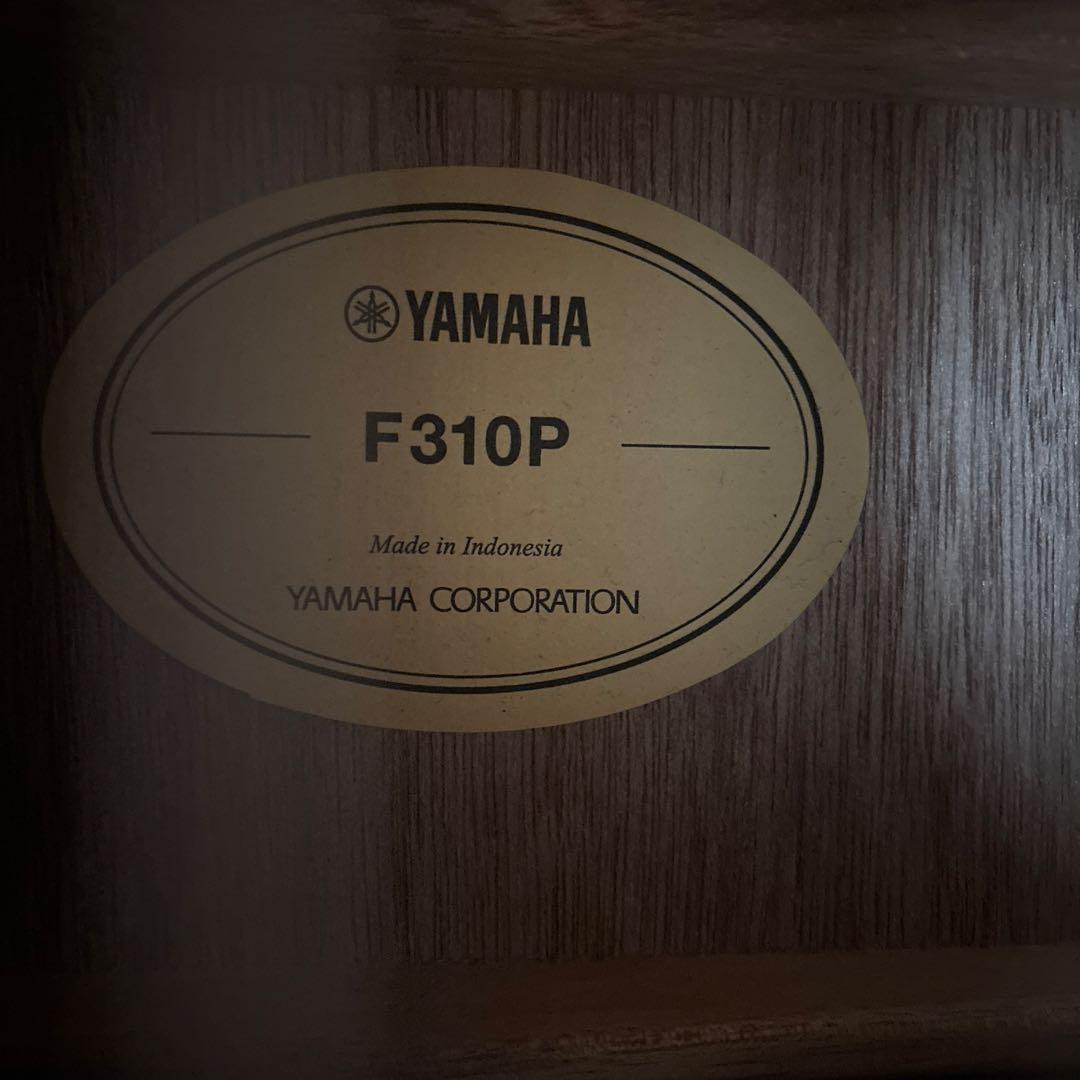 YAMAHA
F310P
Made in Indonesia
YAMAHA CORPORATION